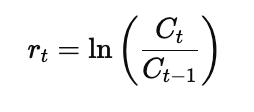 r_t = ln ( C_t / C_{t-1} )